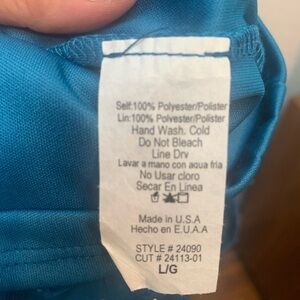 Self:100% Polyester/Polister
Lin:100% Polyester/Polister
Hand Wash. Cold
Do Not Bleach
Line Dry
Lavar a mano con aqua fria
No Usar cloro
Secar En Linea
Made in U.S.A
Hecho en E.U.A.A
STYLE # 24090
CUT # 24113-01
L/G